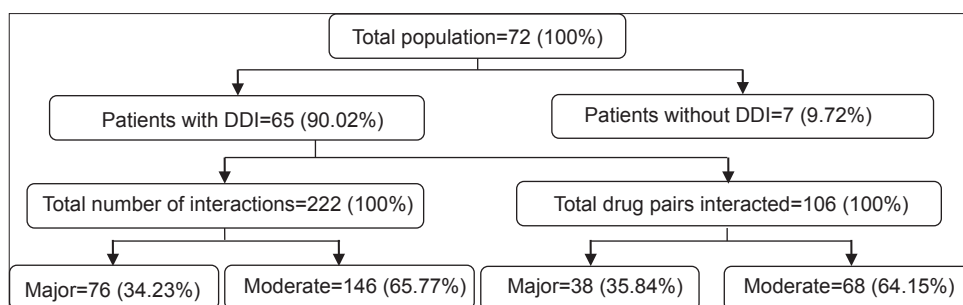 Total population=72 (100%)
Patients with DDI=65 (90.02%)
Patients without DDI=7 (9.72%)
Total number of interactions=222 (100%)
Total drug pairs interacted=106 (100%)
Major=76 (34.23%)
Moderate=146 (65.77%)
Major=38 (35.84%)
Moderate=68 (64.15%)